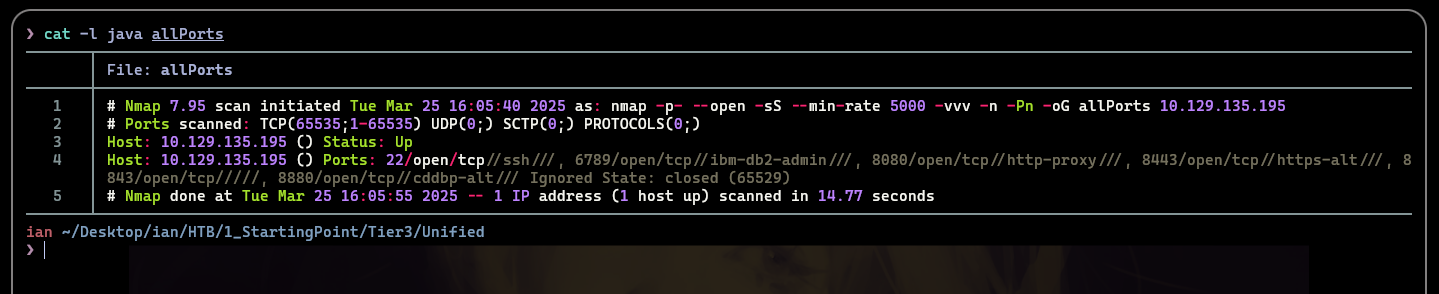 ❯ cat -l java allPorts
File: allPorts
1 # Nmap 7.95 scan initiated Tue Mar 25 16:05:40 2025 as: nmap -p- --open -sS --min-rate 5000 -vvv -n -Pn -oG allPorts 10.129.135.195
2 # Ports scanned: TCP(65535;1-65535) UDP(0;) SCTP(0;) PROTOCOLS(0;)
3 Host: 10.129.135.195 () Status: Up
4 Host: 10.129.135.195 () Ports: 22/open/tcp//ssh///, 6789/open/tcp//ibm-db2-admin///, 8080/open/tcp//http-proxy///, 8443/open/tcp//https-alt///, 8
843/open/tcp/////, 8880/open/tcp//cddbp-alt/// Ignored State: closed (65529)
5 # Nmap done at Tue Mar 25 16:05:55 2025 -- 1 IP address (1 host up) scanned in 14.77 seconds
ian ~/Desktop/ian/HTB/1_StartingPoint/Tier3/Unified
❯